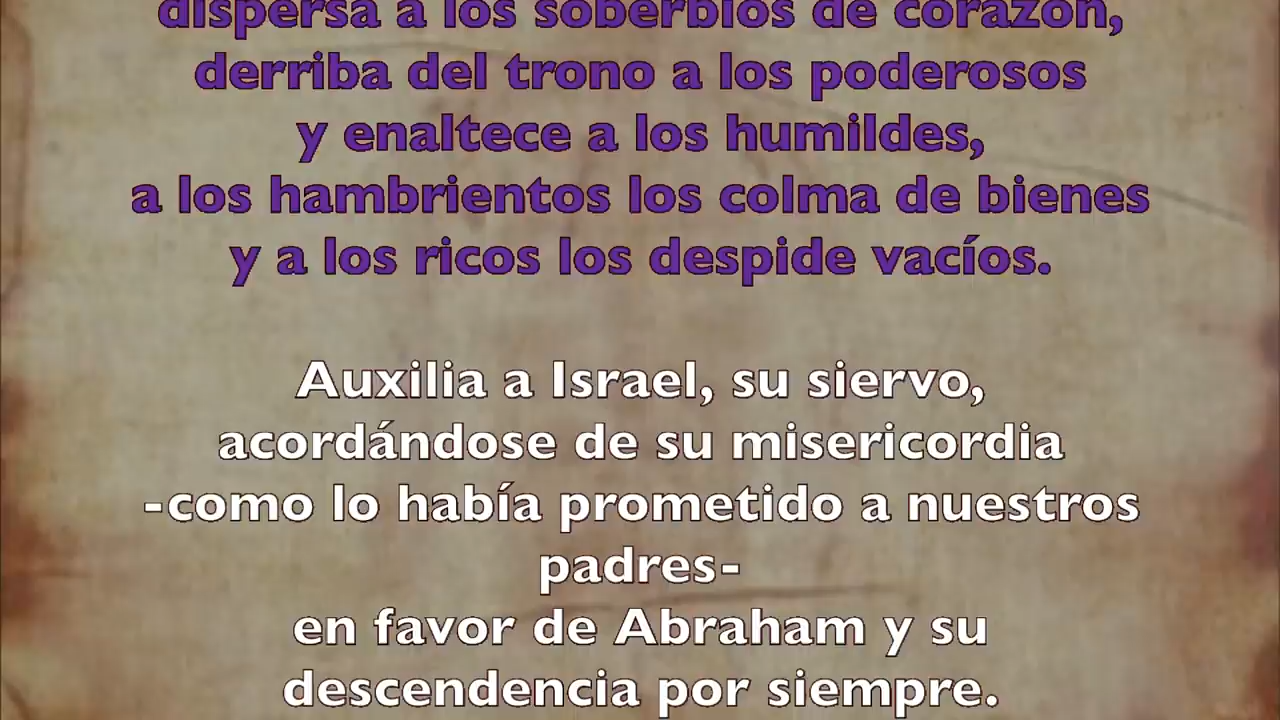 dispersa a los soberbios de corazón,
derriba del trono a los poderosos
y enaltece a los humildes,
a los hambrientos los colma de bienes
y a los ricos los despide vacíos.
Auxilia a Israel, su siervo,
acordándose de su misericordia
-como lo había prometido a nuestros
padres-
en favor de Abraham y su
descendencia por siempre.